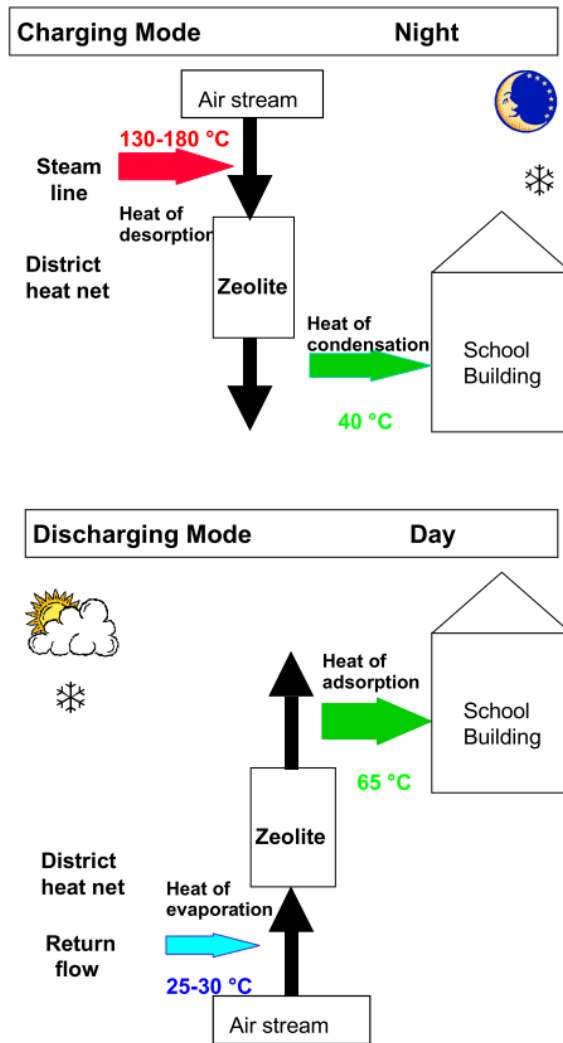 Charging Mode Night
Air stream
130-180 °C
Steam
line
Heat of
desorption
District
heat net
Zeolite
Heat of
condensation
School
Building
40 °C
Discharging Mode Day
Heat of
adsorption
School
Building
65 °C
Zeolite
District
heat net
Heat of
evaporation
Return
flow
25-30 °C
Air stream